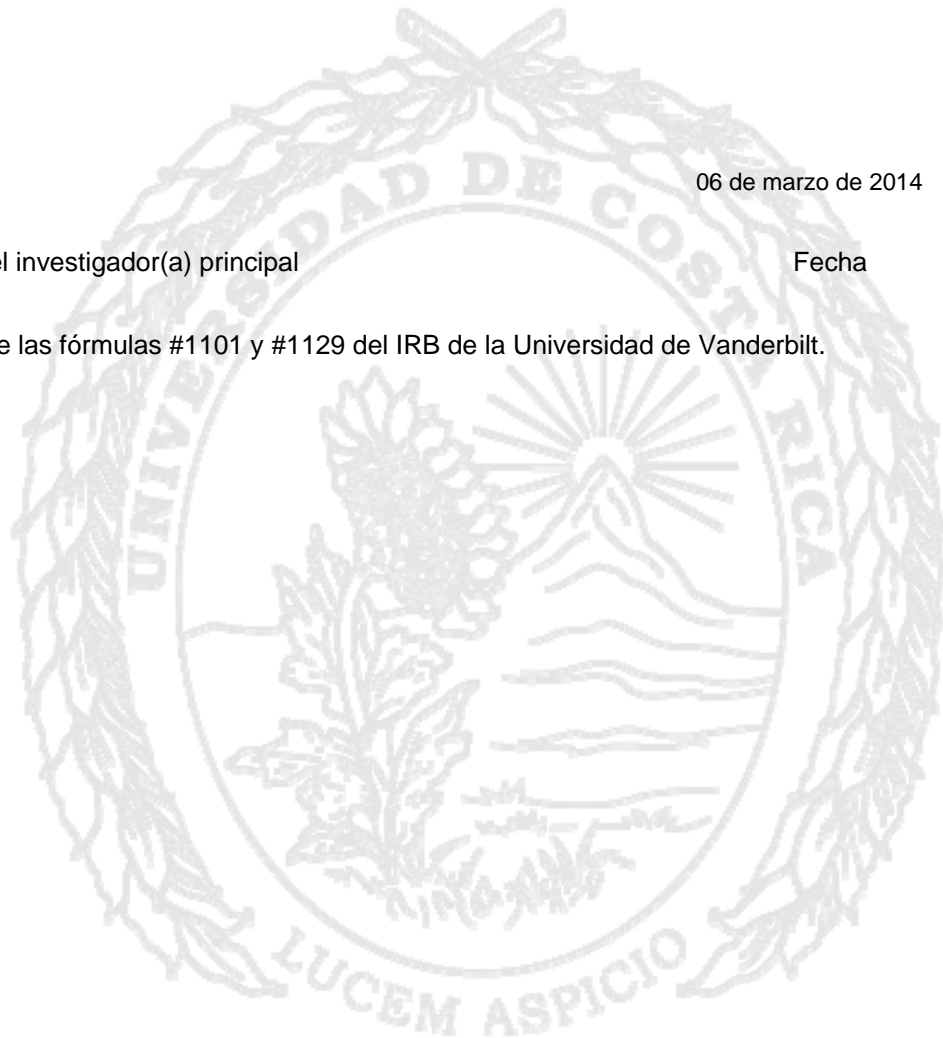 06 de marzo de 2014
el investigador(a) principal Fecha
e las fórmulas #1101 y #1129 del IRB de la Universidad de Vanderbilt.
UNIVERSIDAD DE COSTA RICA
LUCEM ASPICIO